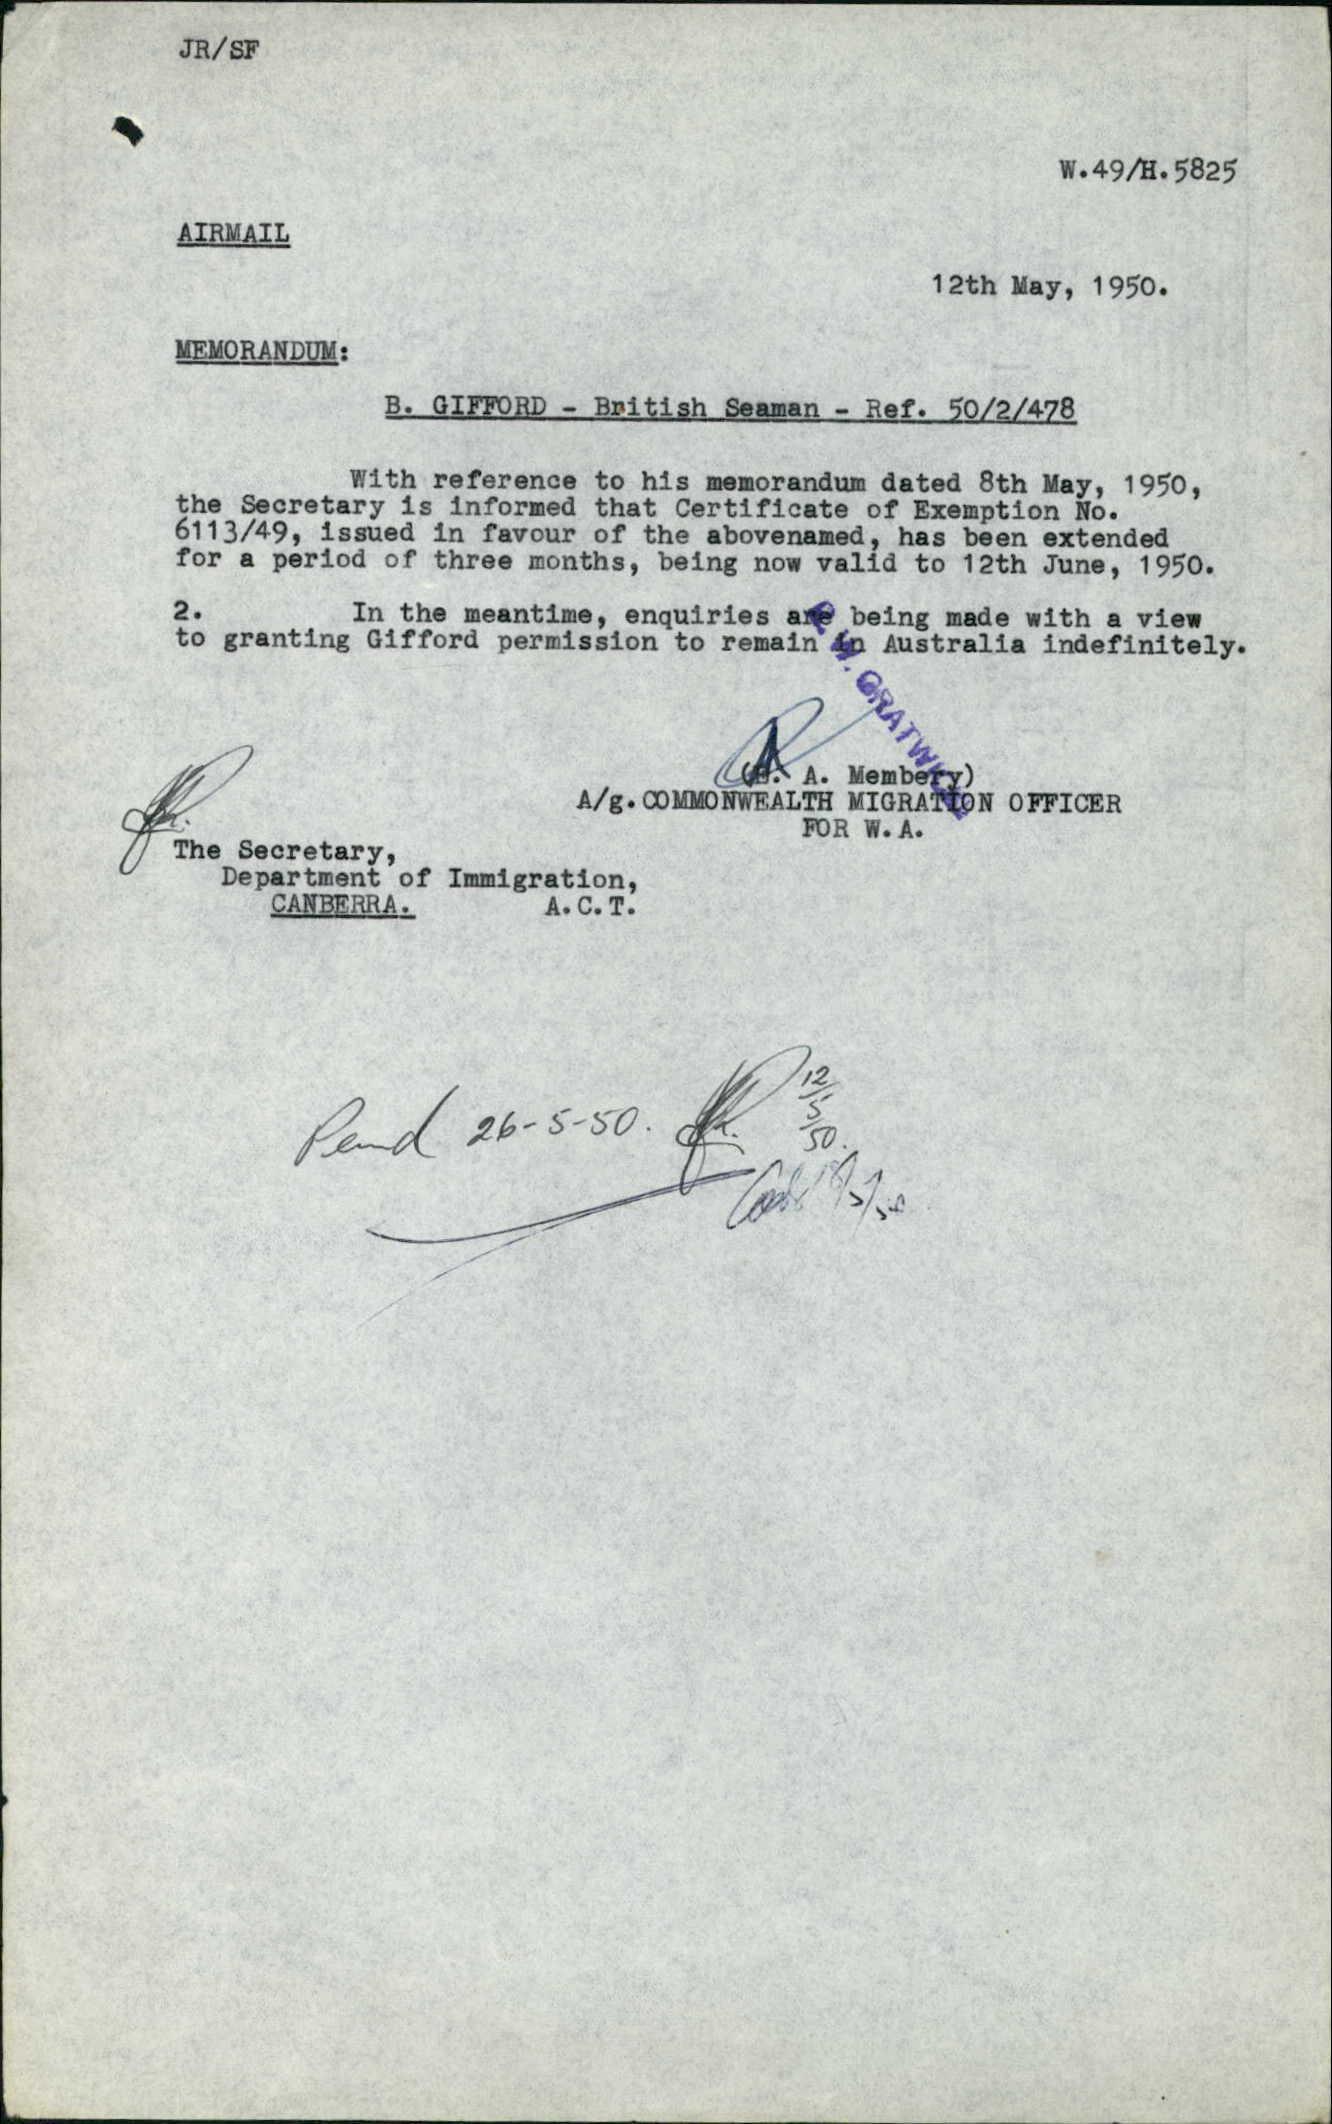 JR/SF
W.49/H.5825
AIRMAIL
12th May, 1950.
MEMORANDUM:
B. GIFFORD - British Seaman - Ref. 50/2/478
With reference to his memorandum dated 8th May, 1950,
the Secretary is informed that Certificate of Exemption No.
6113/49, issued in favour of the abovenamed, has been extended
for a period of three months, being now valid to 12th June, 1950.
2. In the meantime, enquiries are being made with a view
to granting Gifford permission to remain in Australia indefinitely.
R. W. GRATWICK
A. Membery)
A/g. COMMONWEALTH MIGRATION OFFICER
FOR W.A.
The Secretary,
Department of Immigration,
CANBERRA. A.C.T.
Pend 26-5-50. 12/5/50.